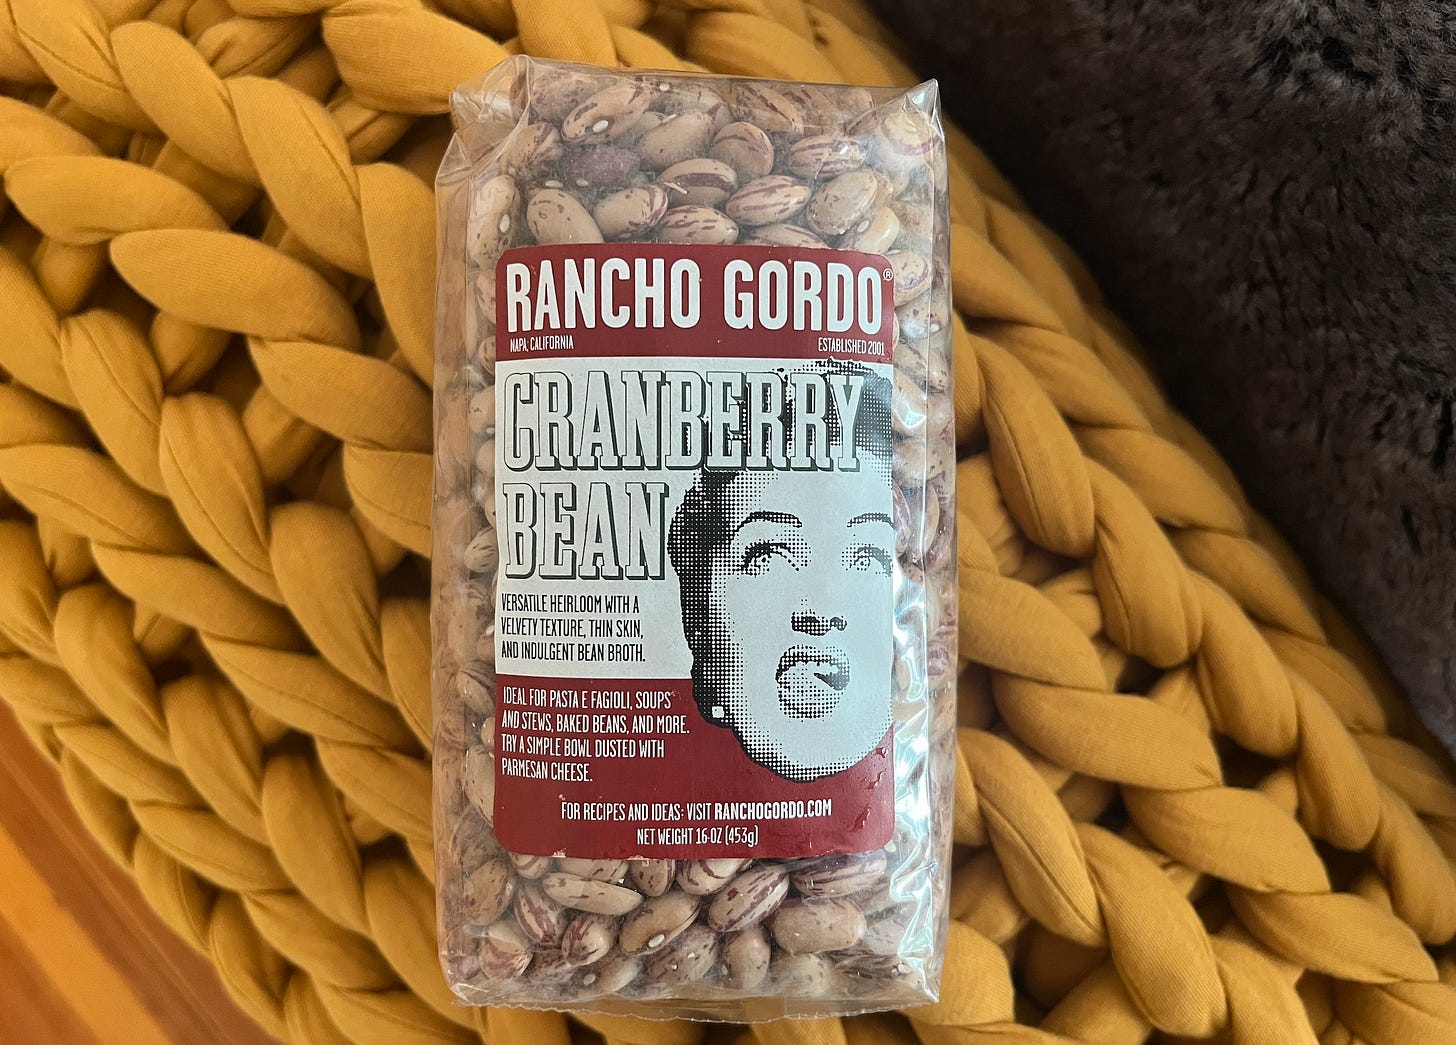 RANCHO GORDO®
NAPA, CALIFORNIA ESTABLISHED 2001
CRANBERRY
BEAN
VERSATILE HEIRLOOM WITH A
VELVETY TEXTURE, THIN SKIN,
AND INDULGENT BEAN BROTH.
IDEAL FOR PASTA E FAGIOLI, SOUPS
AND STEWS, BAKED BEANS, AND MORE.
TRY A SIMPLE BOWL DUSTED WITH
PARMESAN CHEESE.
FOR RECIPES AND IDEAS: VISIT RANCHOGORDO.COM
NET WEIGHT 16-OZ (453g)